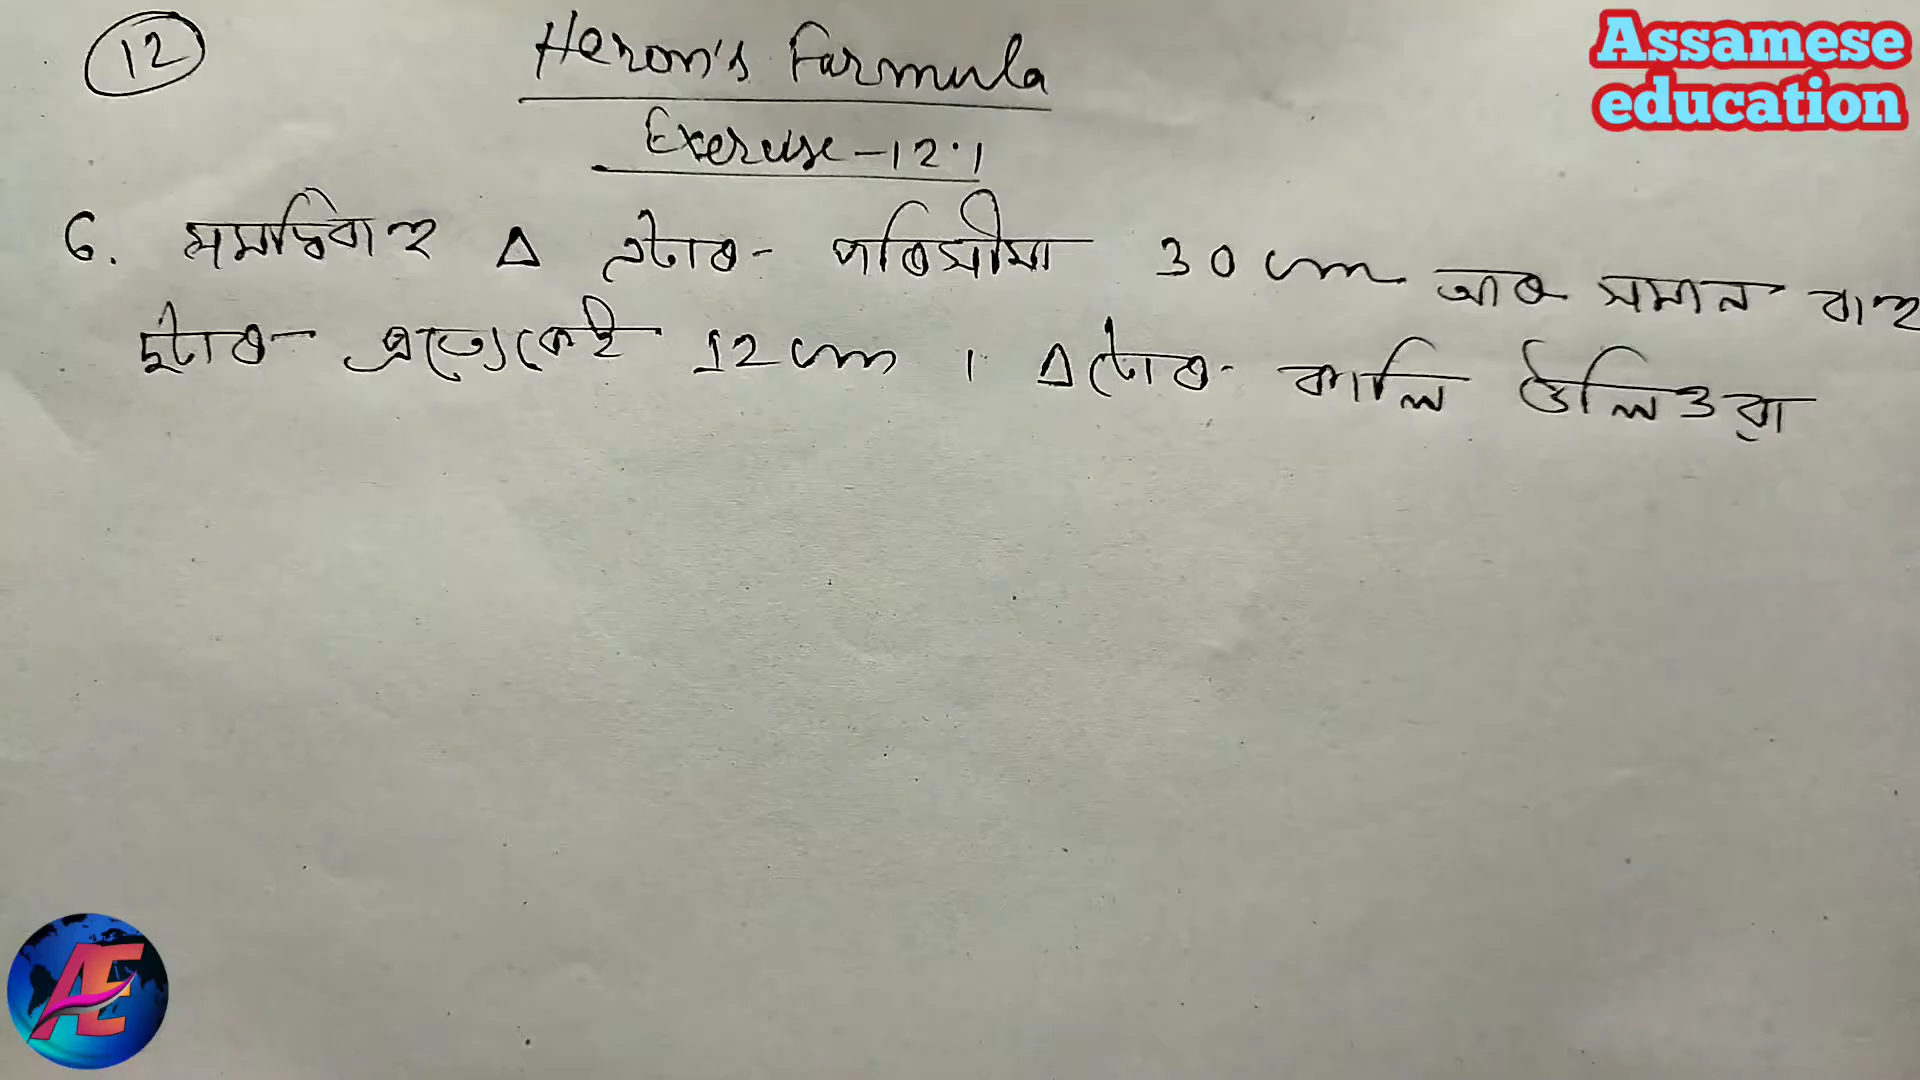 12
Heron's Formula
Assamese
education
Exercise-12.1
6. সমদ্বিবাহু Δ এটাৰ পৰিসীমা 30 cm আৰু সমান বাহু
দুটাৰ প্ৰত্যেকেই 12 cm । Δটোৰ কালি উলিওৱা
AE